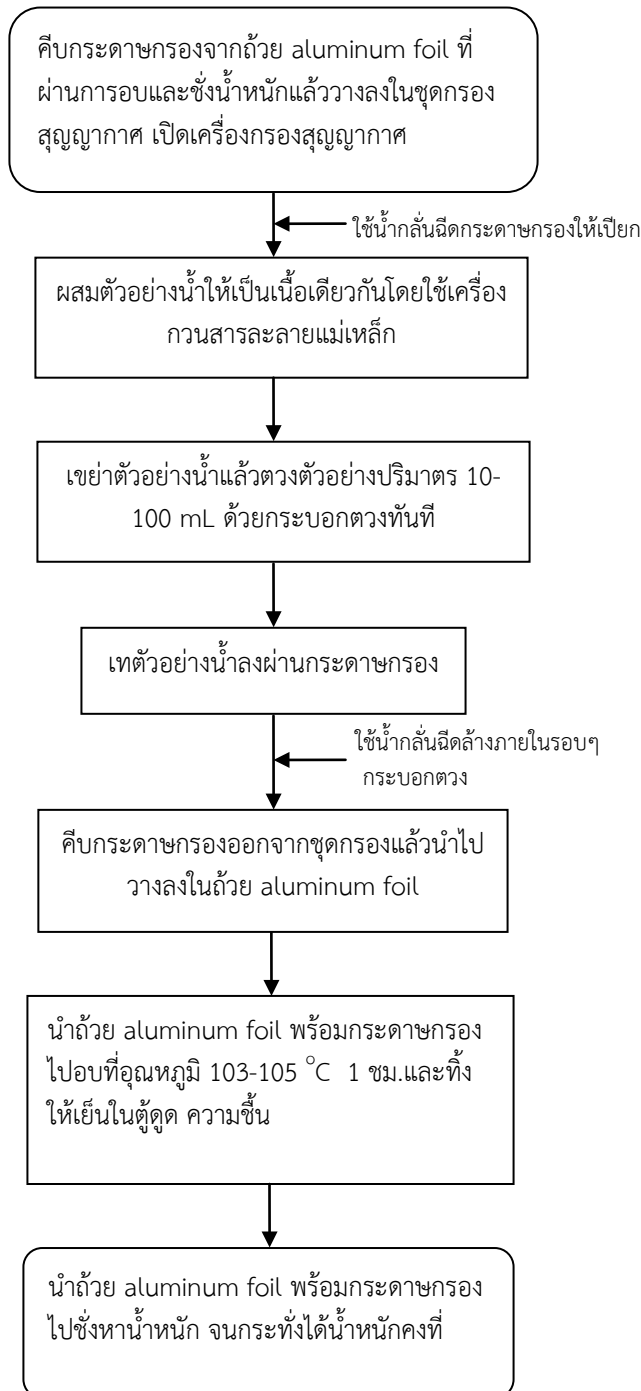 คีบกระดาษกรองจากถ้วย aluminum foil ที่
ผ่านการอบและชั่งน้ำหนักแล้ววางลงในชุดกรอง
สุญญากาศ เปิดเครื่องกรองสุญญากาศ
ใช้น้ำกลั่นฉีดกระดาษกรองให้เปียก
ผสมตัวอย่างน้ำให้เป็นเนื้อเดียวกันโดยใช้เครื่อง
กวนสารละลายแม่เหล็ก
เขย่าตัวอย่างน้ำแล้วตวงตัวอย่างปริมาตร 10-
100 mL ด้วยกระบอกตวงทันที
เทตัวอย่างน้ำลงผ่านกระดาษกรอง
ใช้น้ำกลั่นฉีดล้างภายในรอบๆ
กระบอกตวง
คีบกระดาษกรองออกจากชุดกรองแล้วนำไป
วางลงในถ้วย aluminum foil
นำถ้วย aluminum foil พร้อมกระดาษกรอง
ไปอบที่อุณหภูมิ 103-105 °C 1 ชม.และทิ้ง
ให้เย็นในตู้ดูด ความชื้น
นำถ้วย aluminum foil พร้อมกระดาษกรอง
ไปชั่งหาน้ำหนัก จนกระทั่งได้น้ำหนักคงที่